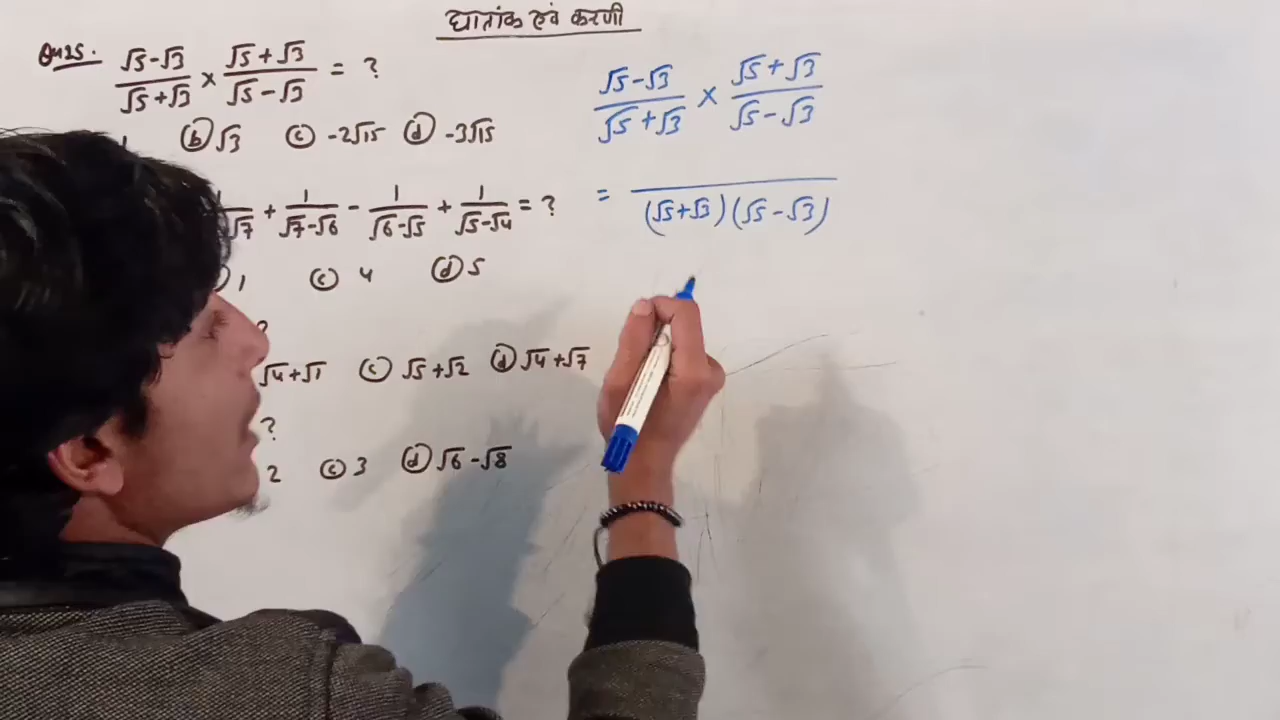 घातांक एवं करणी
Ques. (√5-√3)/(√5+√3) × (√5+√3)/(√5-√3) = ?
ⓑ √3 ⓒ -2√15 ⓓ -3√15
/√7 + 1/(√7-√6) - 1/(√6-√5) + 1/(√5-√4) = ?
1 ⓒ 4 ⓓ 5
?
√4+√1 ⓒ √5+√2 ⓓ √4+√7
?
2 ⓒ 3 ⓓ √6-√8
(√5-√3)/(√5+√3) × (√5+√3)/(√5-√3)
= /(√5+√3)(√5-√3)